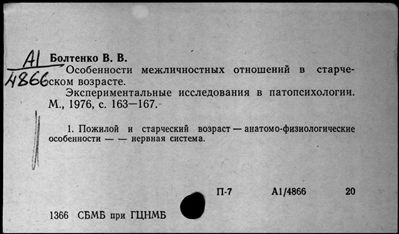 А1
4866
Болтенко В. В.
Особенности межличностных отношений в старче-
ском возрасте.
Экспериментальные исследования в патопсихологии.
М., 1976, с. 163—167.
1. Пожилой и старческий возраст — анатомо-физиологические
особенности — — нервная система.
П-7 А1/4866 20
1366 СБМБ при ГЦНМБ